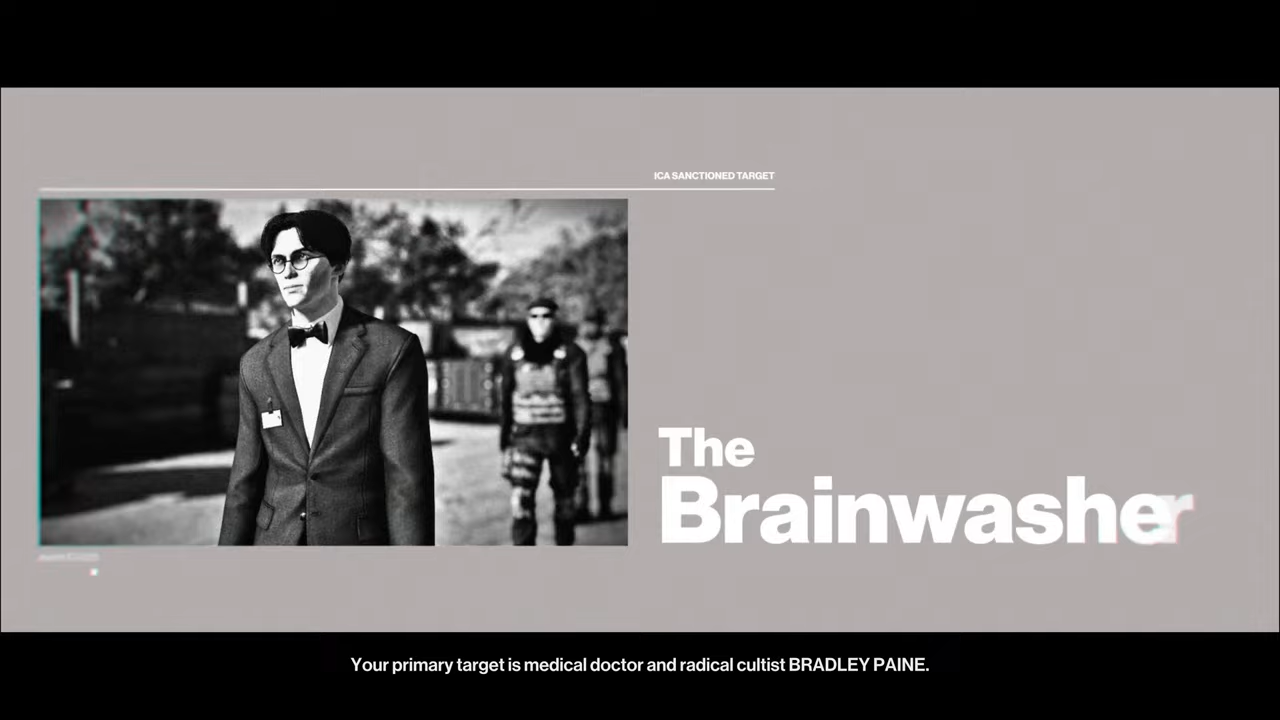 ICA SANCTIONED TARGET
The
Brainwasher
Your primary target is medical doctor and radical cultist BRADLEY PAINE.